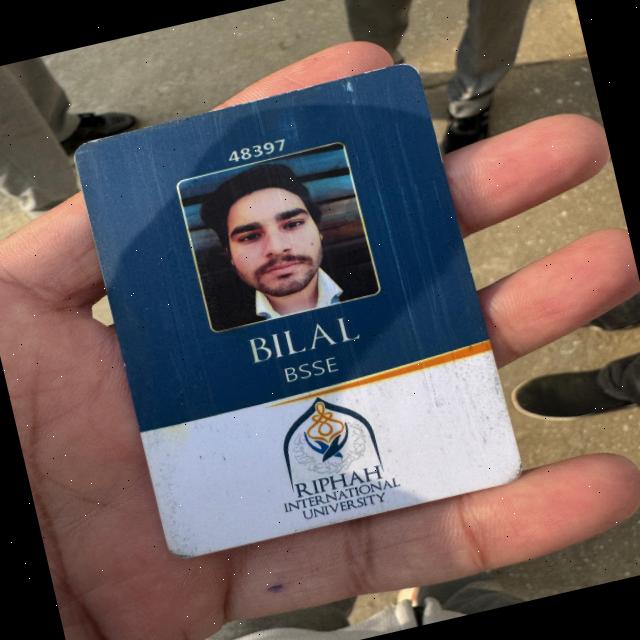 48397
BILAL
BSSE
RIPHAH
INTERNATIONAL
UNIVERSITY